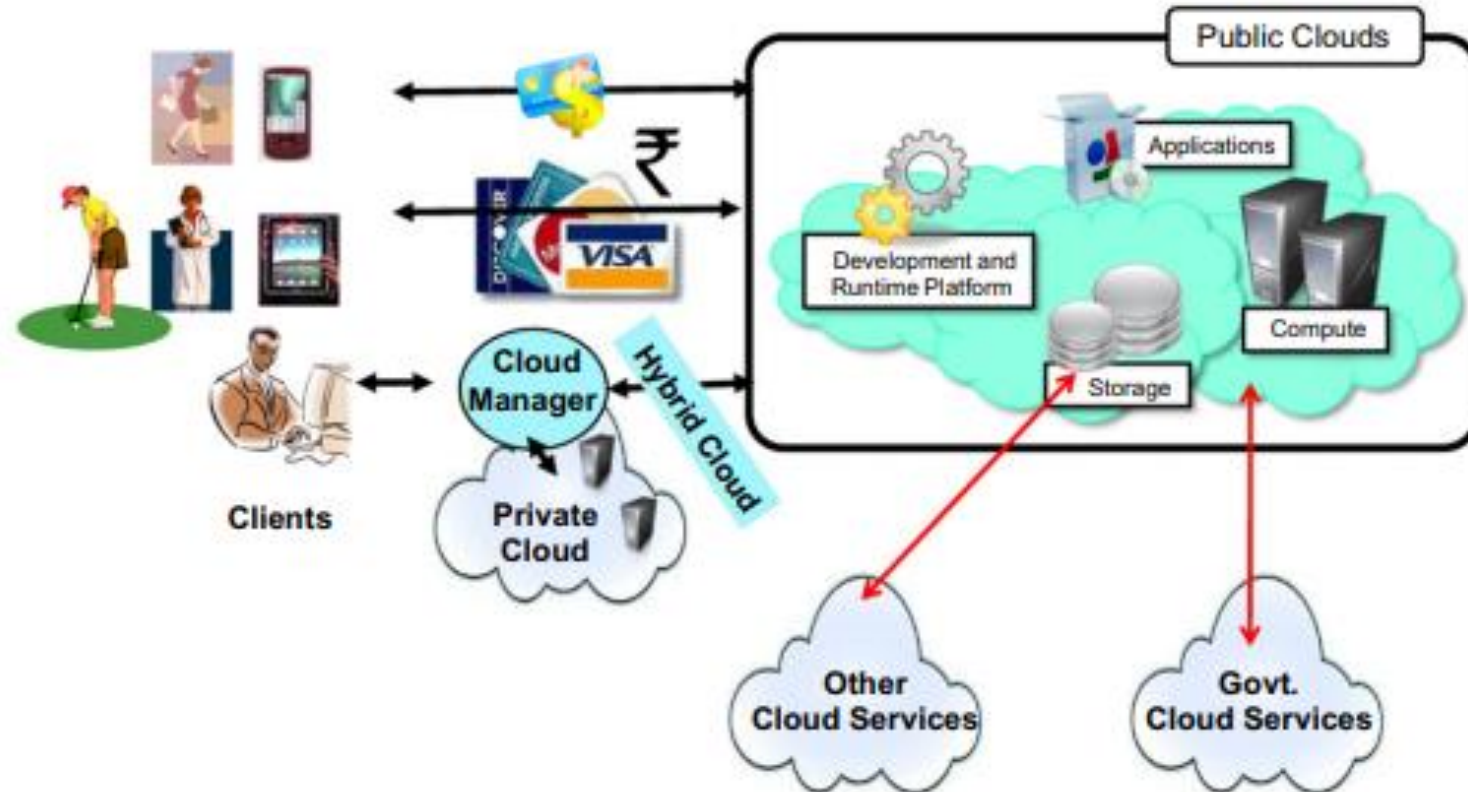 Public Clouds
Applications
₹
DISCOVER
VISA
Development and
Runtime Platform
Compute
Storage
Cloud
Manager
Hybrid Cloud
Private
Cloud
Clients
Other
Cloud Services
Govt.
Cloud Services